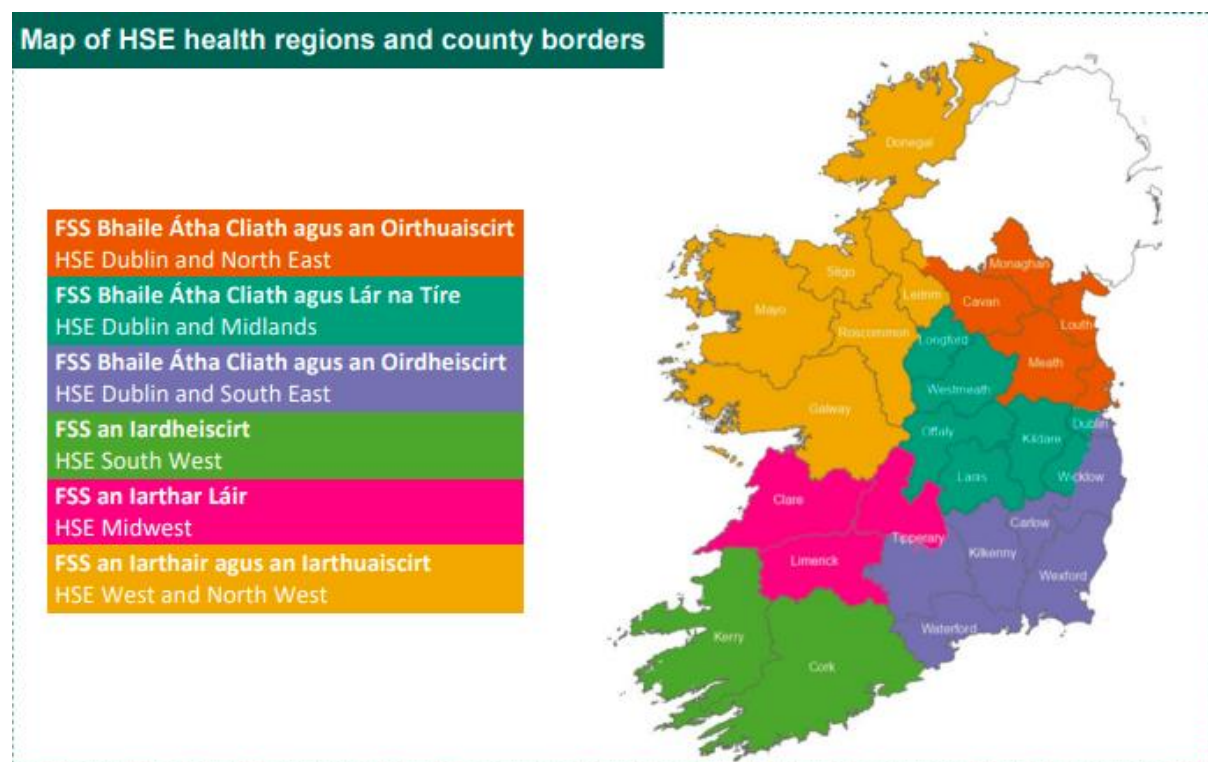 Map of HSE health regions and county borders
FSS Bhaile Átha Cliath agus an Oirthuaiscirt
HSE Dublin and North East
FSS Bhaile Átha Cliath agus Lár na Tíre
HSE Dublin and Midlands
FSS Bhaile Átha Cliath agus an Oirdheiscirt
HSE Dublin and South East
FSS an Iardheiscirt
HSE South West
FSS an Iarthar Láir
HSE Midwest
FSS an Iarthair agus an Iarthuaiscirt
HSE West and North West
Donegal
Monaghan
Sligo
Leitrim
Cavan
Mayo
Louth
Roscommon
Longford
Meath
Westmeath
Galway
Dublin
Offaly
Kildare
Laois
Wicklow
Clare
Carlow
Tipperary
Kilkenny
Limerick
Wexford
Waterford
Kerry
Cork